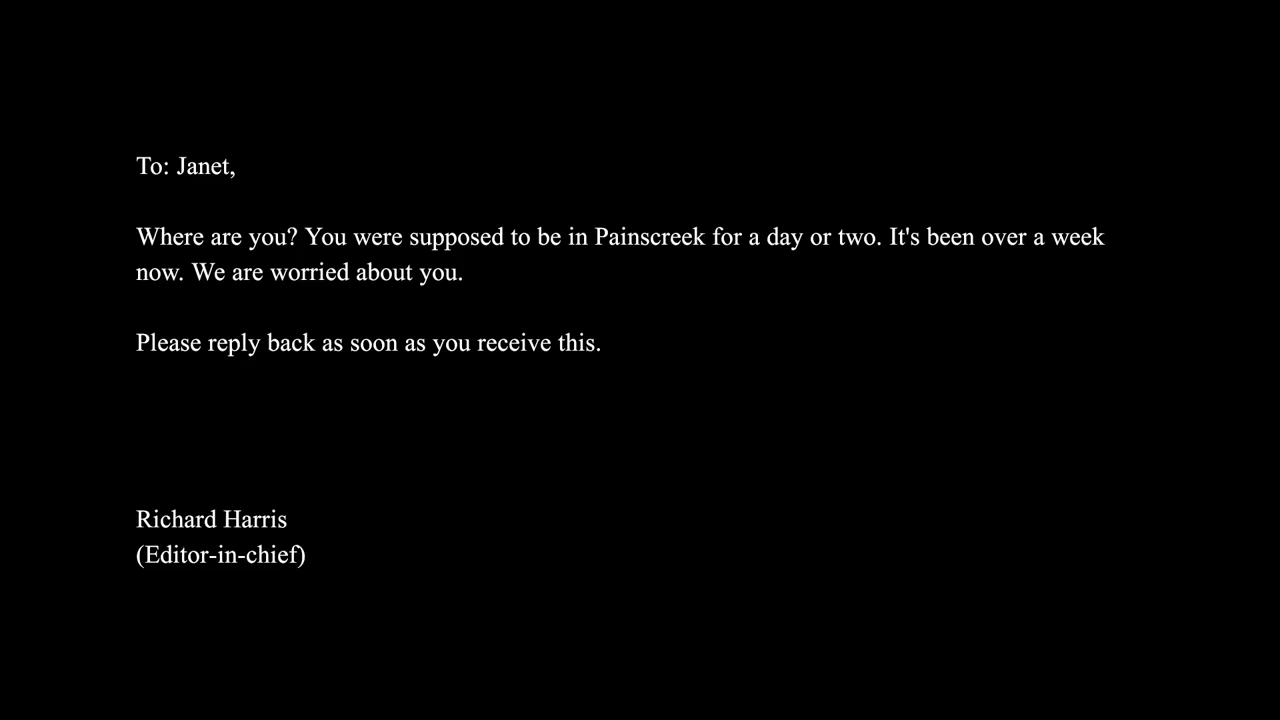 To: Janet,
Where are you? You were supposed to be in Painscreek for a day or two. It's been over a week
now. We are worried about you.
Please reply back as soon as you receive this.
Richard Harris
(Editor-in-chief)